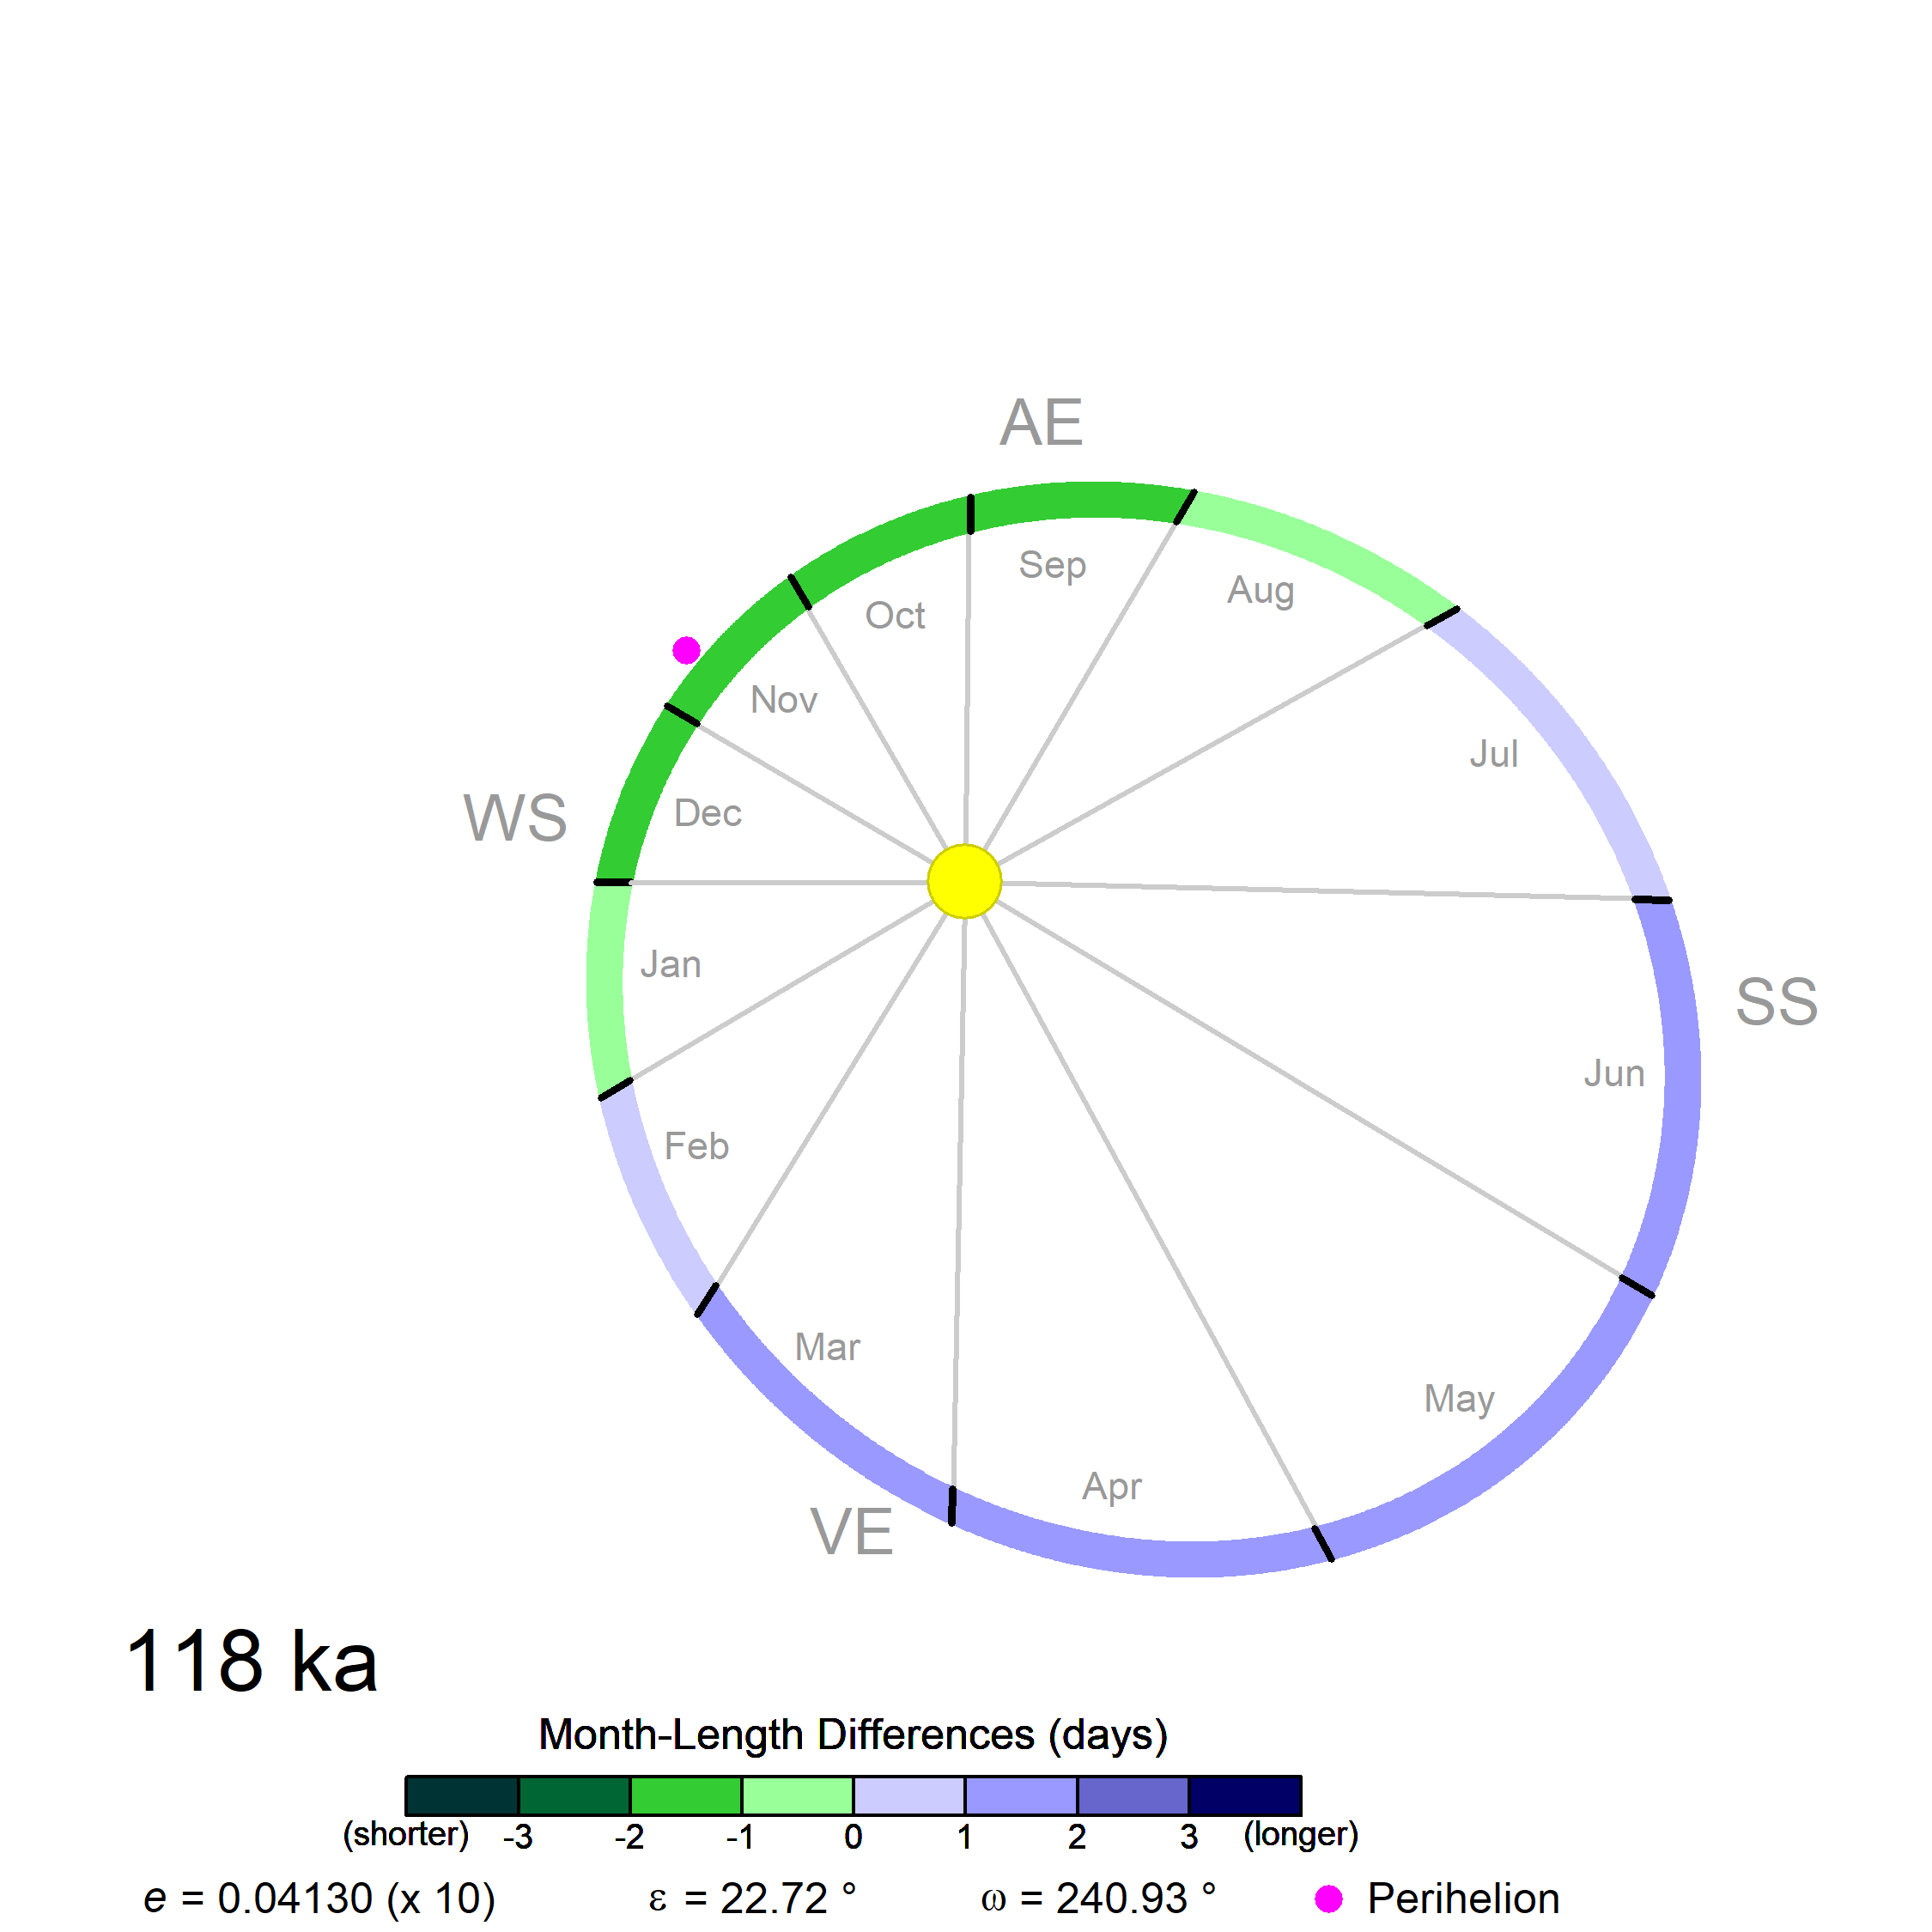 AE
Sep
Aug
Oct
Nov
Jul
WS
Dec
Jan
SS
Jun
Feb
Mar
May
Apr
VE
118 ka
Month-Length Differences (days)
(shorter) -3 -2 -1 0 1 2 3 (longer)
e = 0.04130 (x 10) ε = 22.72 ° ω = 240.93 ° Perihelion